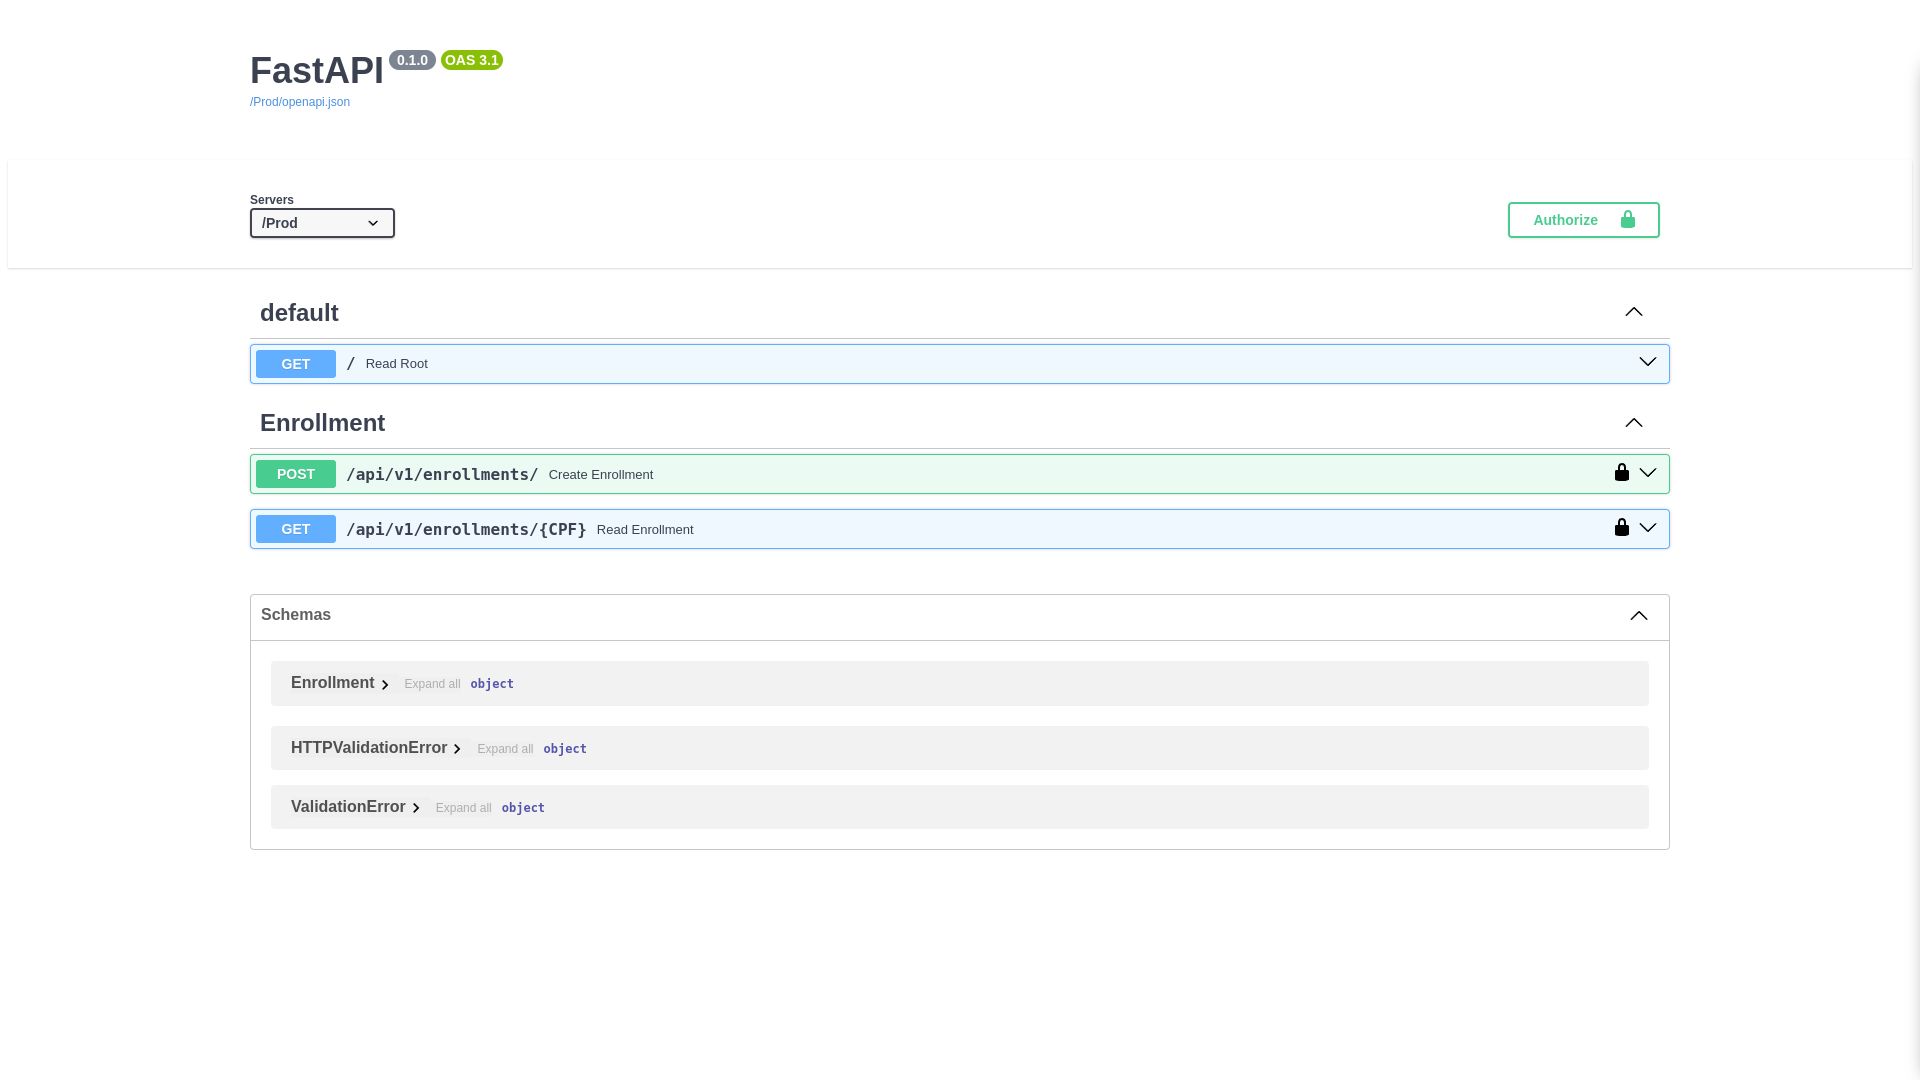 FastAPI 0.1.0 OAS 3.1
/Prod/openapi.json
Servers
/Prod
Authorize
default
GET / Read Root
Enrollment
POST /api/v1/enrollments/ Create Enrollment
GET /api/v1/enrollments/{CPF} Read Enrollment
Schemas
Enrollment Expand all object
HTTPValidationError Expand all object
ValidationError Expand all object